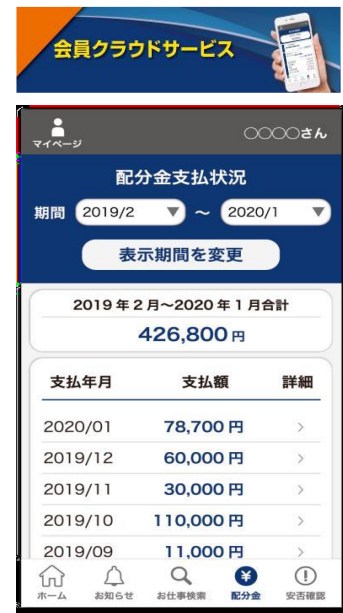 会員クラウドサービス
マイページ
○○○○さん
配分金支払状況
期間 2019/2 ▼ ～ 2020/1 ▼
表示期間を変更
2019年2月～2020年1月合計
426,800円
支払年月 支払額 詳細
2020/01 78,700円 >
2019/12 60,000円 >
2019/11 30,000円 >
2019/10 110,000円 >
2019/09 11,000円 >
ホーム お知らせ お仕事検索 配分金 安否確認